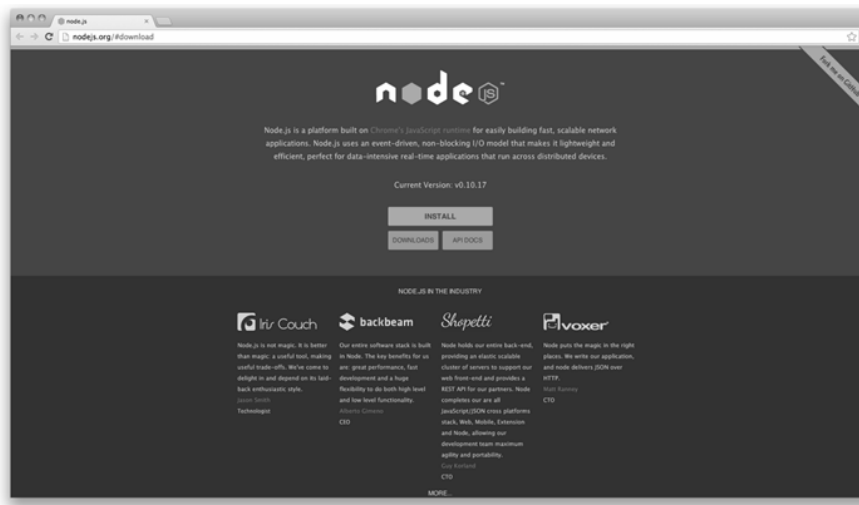 node.js
nodejs.org/#download
Fork me on GitHub
node JS ™
Node.js is a platform built on Chrome's JavaScript runtime for easily building fast, scalable network
applications. Node.js uses an event-driven, non-blocking I/O model that makes it lightweight and
efficient, perfect for data-intensive real-time applications that run across distributed devices.
Current Version: v0.10.17
INSTALL
DOWNLOADS API DOCS
NODE.JS IN THE INDUSTRY
Iris Couch
Node.js is not magic. It is better
than magic: a useful tool, making
useful trade-offs. We've come to
delight in and depend on its laid-
back enthusiastic style.
Jason Smith
Technologist
backbeam
Our entire software stack is built
in Node. The key benefits for us
are: great performance, fast
development and a huge
flexibility to do both high level
and low level functionality.
Alberto Gimeno
CEO
Shopetti
Node holds our entire back-end,
providing an elastic scalable
cluster of servers to support our
web front-end and provides a
REST API for our partners. Node
completes our are all
JavaScript/JSON cross platforms
stack, Web, Mobile, Extension
and Node, allowing our
development team maximum
agility and portability.
Guy Korland
CTO
voxer
Node puts the magic in the right
places. We write our application,
and node delivers JSON over
HTTP.
Matt Ranney
CTO
MORE...